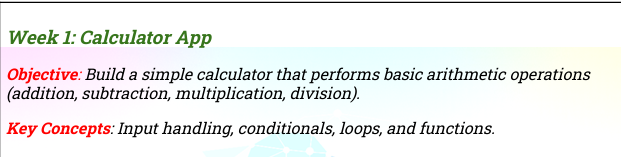 Week 1: Calculator App
Objective: Build a simple calculator that performs basic arithmetic operations
(addition, subtraction, multiplication, division).
Key Concepts: Input handling, conditionals, loops, and functions.